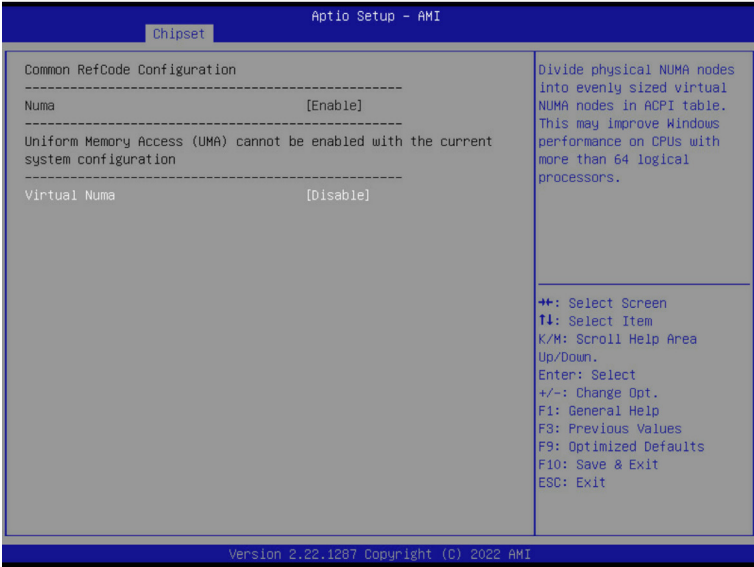 Aptio Setup – AMI
Chipset
Common RefCode Configuration
--------------------------------------------------
Numa [Enable]
--------------------------------------------------
Uniform Memory Access (UMA) cannot be enabled with the current
system configuration
--------------------------------------------------
Virtual Numa [Disable]
Divide physical NUMA nodes
into evenly sized virtual
NUMA nodes in ACPI table.
This may improve Windows
performance on CPUs with
more than 64 logical
processors.
→←: Select Screen
↑↓: Select Item
K/M: Scroll Help Area
Up/Down.
Enter: Select
+/-: Change Opt.
F1: General Help
F3: Previous Values
F9: Optimized Defaults
F10: Save & Exit
ESC: Exit
Version 2.22.1287 Copyright (C) 2022 AMI